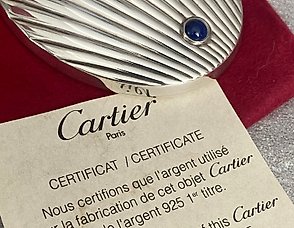 Cartier
Paris
CERTIFICAT / CERTIFICATE
Nous certifions que l'argent utilisé
la fabrication de cet objet Cartier
de l'argent 925 1er titre.
of this Cartier